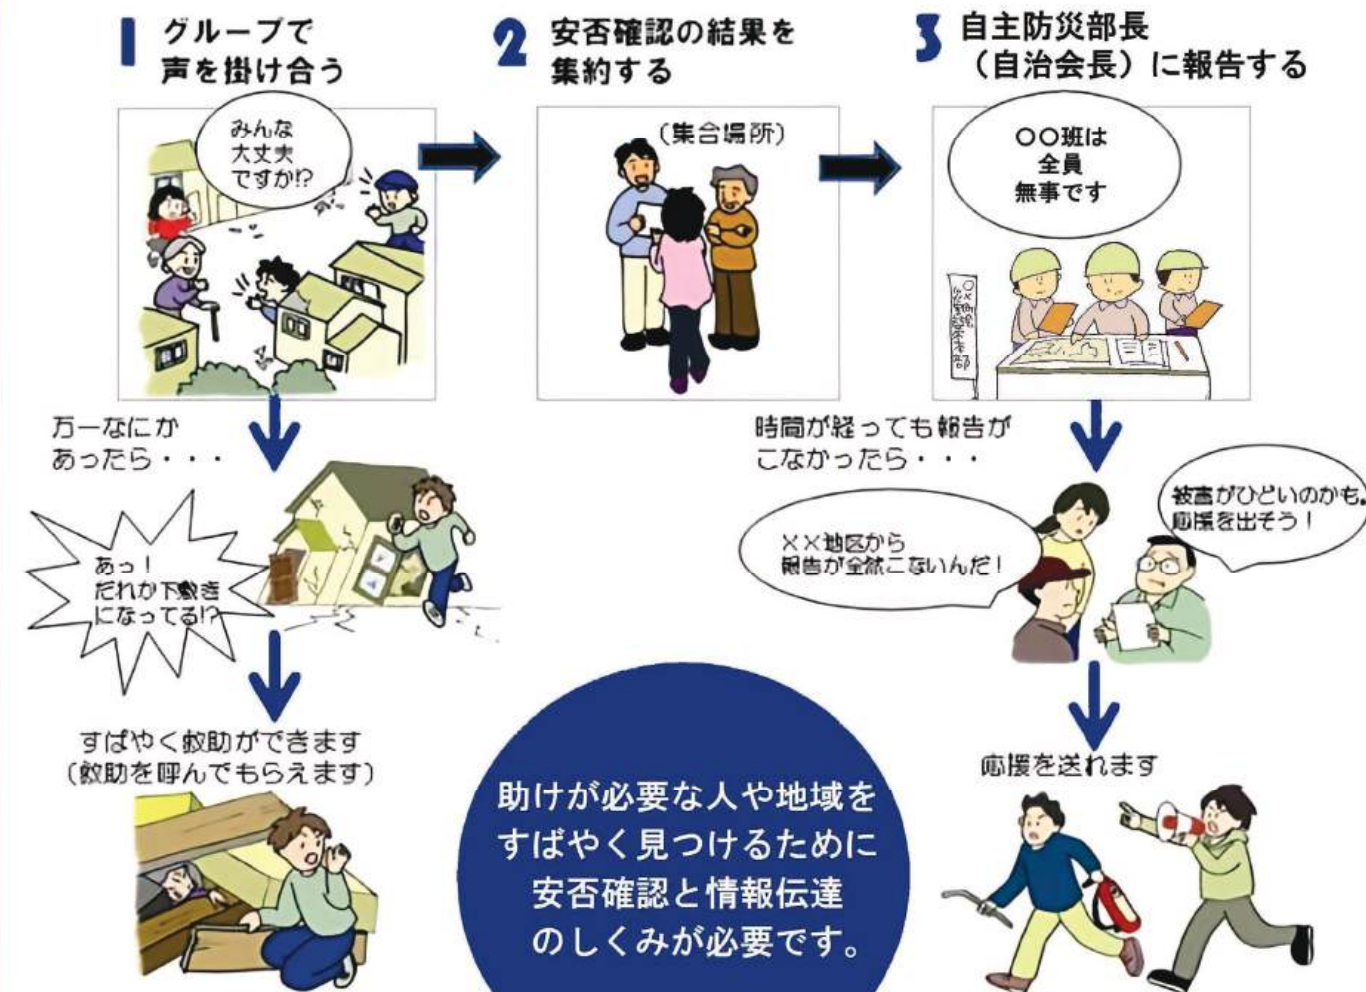 1 グループで
声を掛け合う
みんな
大丈夫
ですか!?
2 安否確認の結果を
集約する
(集合場所)
3 自主防災部長
(自治会長)に報告する
〇〇班は
全員
無事です
万一なにか
あったら・・・
あっ!
だれか下敷き
になってる!?
すばやく救助ができます
(救助を呼んでもらえます)
時間が経っても報告が
こなかったら・・・
××地区から
報告が全然こないんだ!
被害がひどいのかも。
応援を出そう!
応援を送れます
助けが必要な人や地域を
すばやく見つけるために
安否確認と情報伝達
のしくみが必要です。